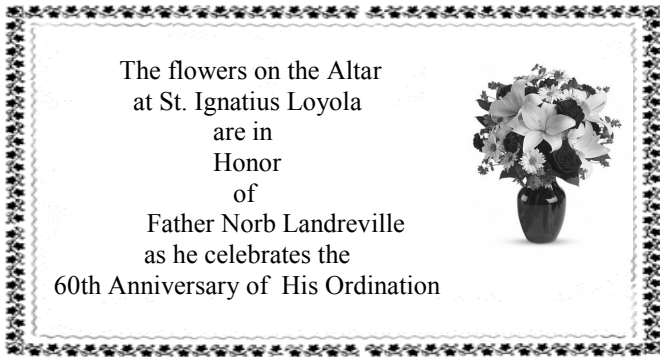 The flowers on the Altar
at St. Ignatius Loyola
are in
Honor
of
Father Norb Landreville
as he celebrates the
60th Anniversary of  His Ordination